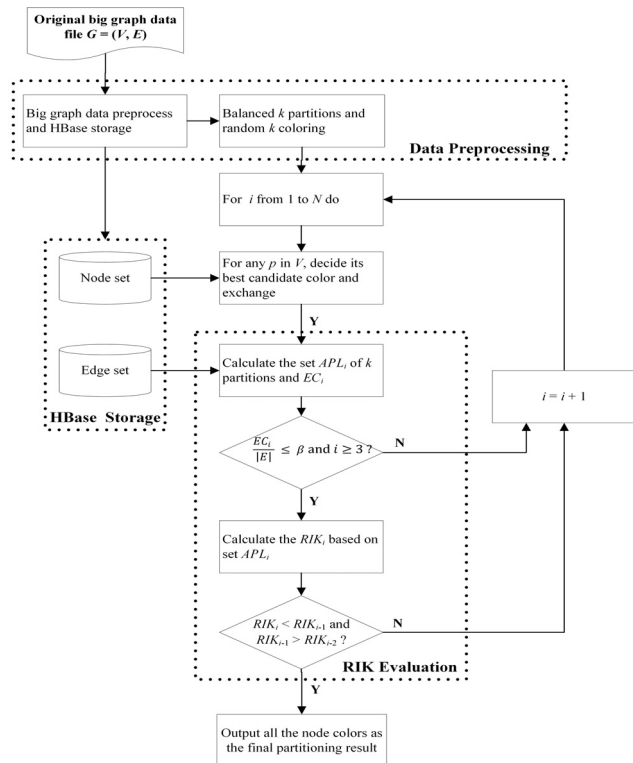 Original big graph data
file G = (V, E)
Big graph data preprocess
and HBase storage
Balanced k partitions and
random k coloring
Data Preprocessing
For i from 1 to N do
Node set
For any p in V, decide its
best candidate color and
exchange
Y
Edge set
HBase Storage
Calculate the set APL_i of k
partitions and EC_i
i = i + 1
EC_i/|E| ≤ β and i ≥ 3 ?
N
Y
Calculate the RIK_i based on
set APL_i
RIK_i < RIK_{i-1} and
RIK_{i-1} > RIK_{i-2} ?
N
RIK Evaluation
Y
Output all the node colors as
the final partitioning result